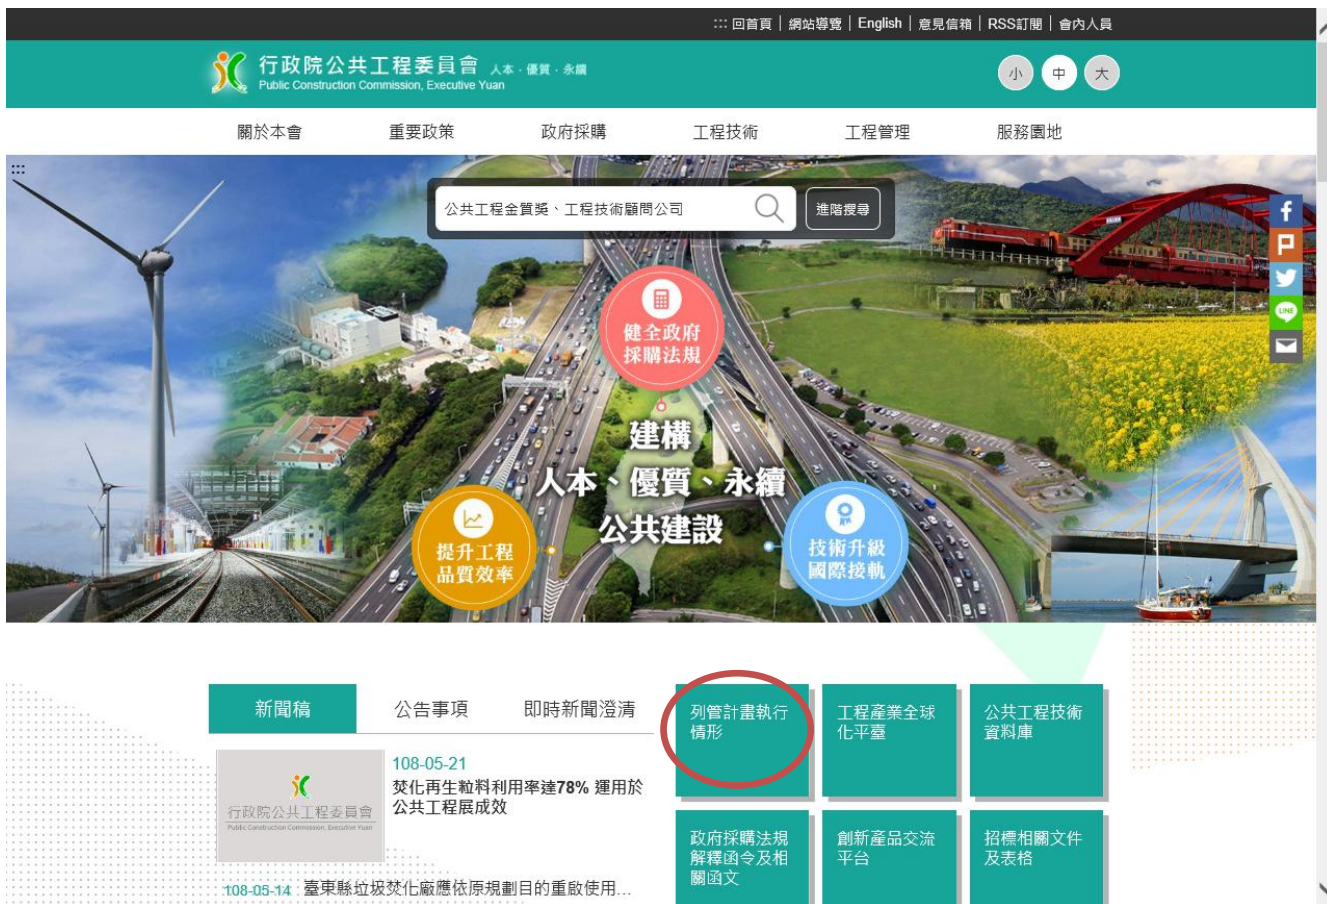 ::: 回首頁 | 網站導覽 | English | 意見信箱 | RSS訂閱 | 會內人員
行政院公共工程委員會 人本 · 優質 · 永續
Public Construction Commission, Executive Yuan
小 中 大
關於本會 重要政策 政府採購 工程技術 工程管理 服務園地
:::
公共工程金質獎、工程技術顧問公司 進階搜尋
健全政府
採購法規
建構
人本、優質、永續
公共建設
提升工程
品質效率
技術升級
國際接軌
LINE
新聞稿 公告事項 即時新聞澄清
108-05-21
焚化再生粒料利用率達78% 運用於
公共工程展成效
行政院公共工程委員會
Public Construction Commission, Executive Yuan
108-05-14 臺東縣垃圾焚化廠應依原規劃目的重啟使用...
列管計畫執行
情形
工程產業全球
化平臺
公共工程技術
資料庫
政府採購法規
解釋函令及相
關函文
創新產品交流
平台
招標相關文件
及表格